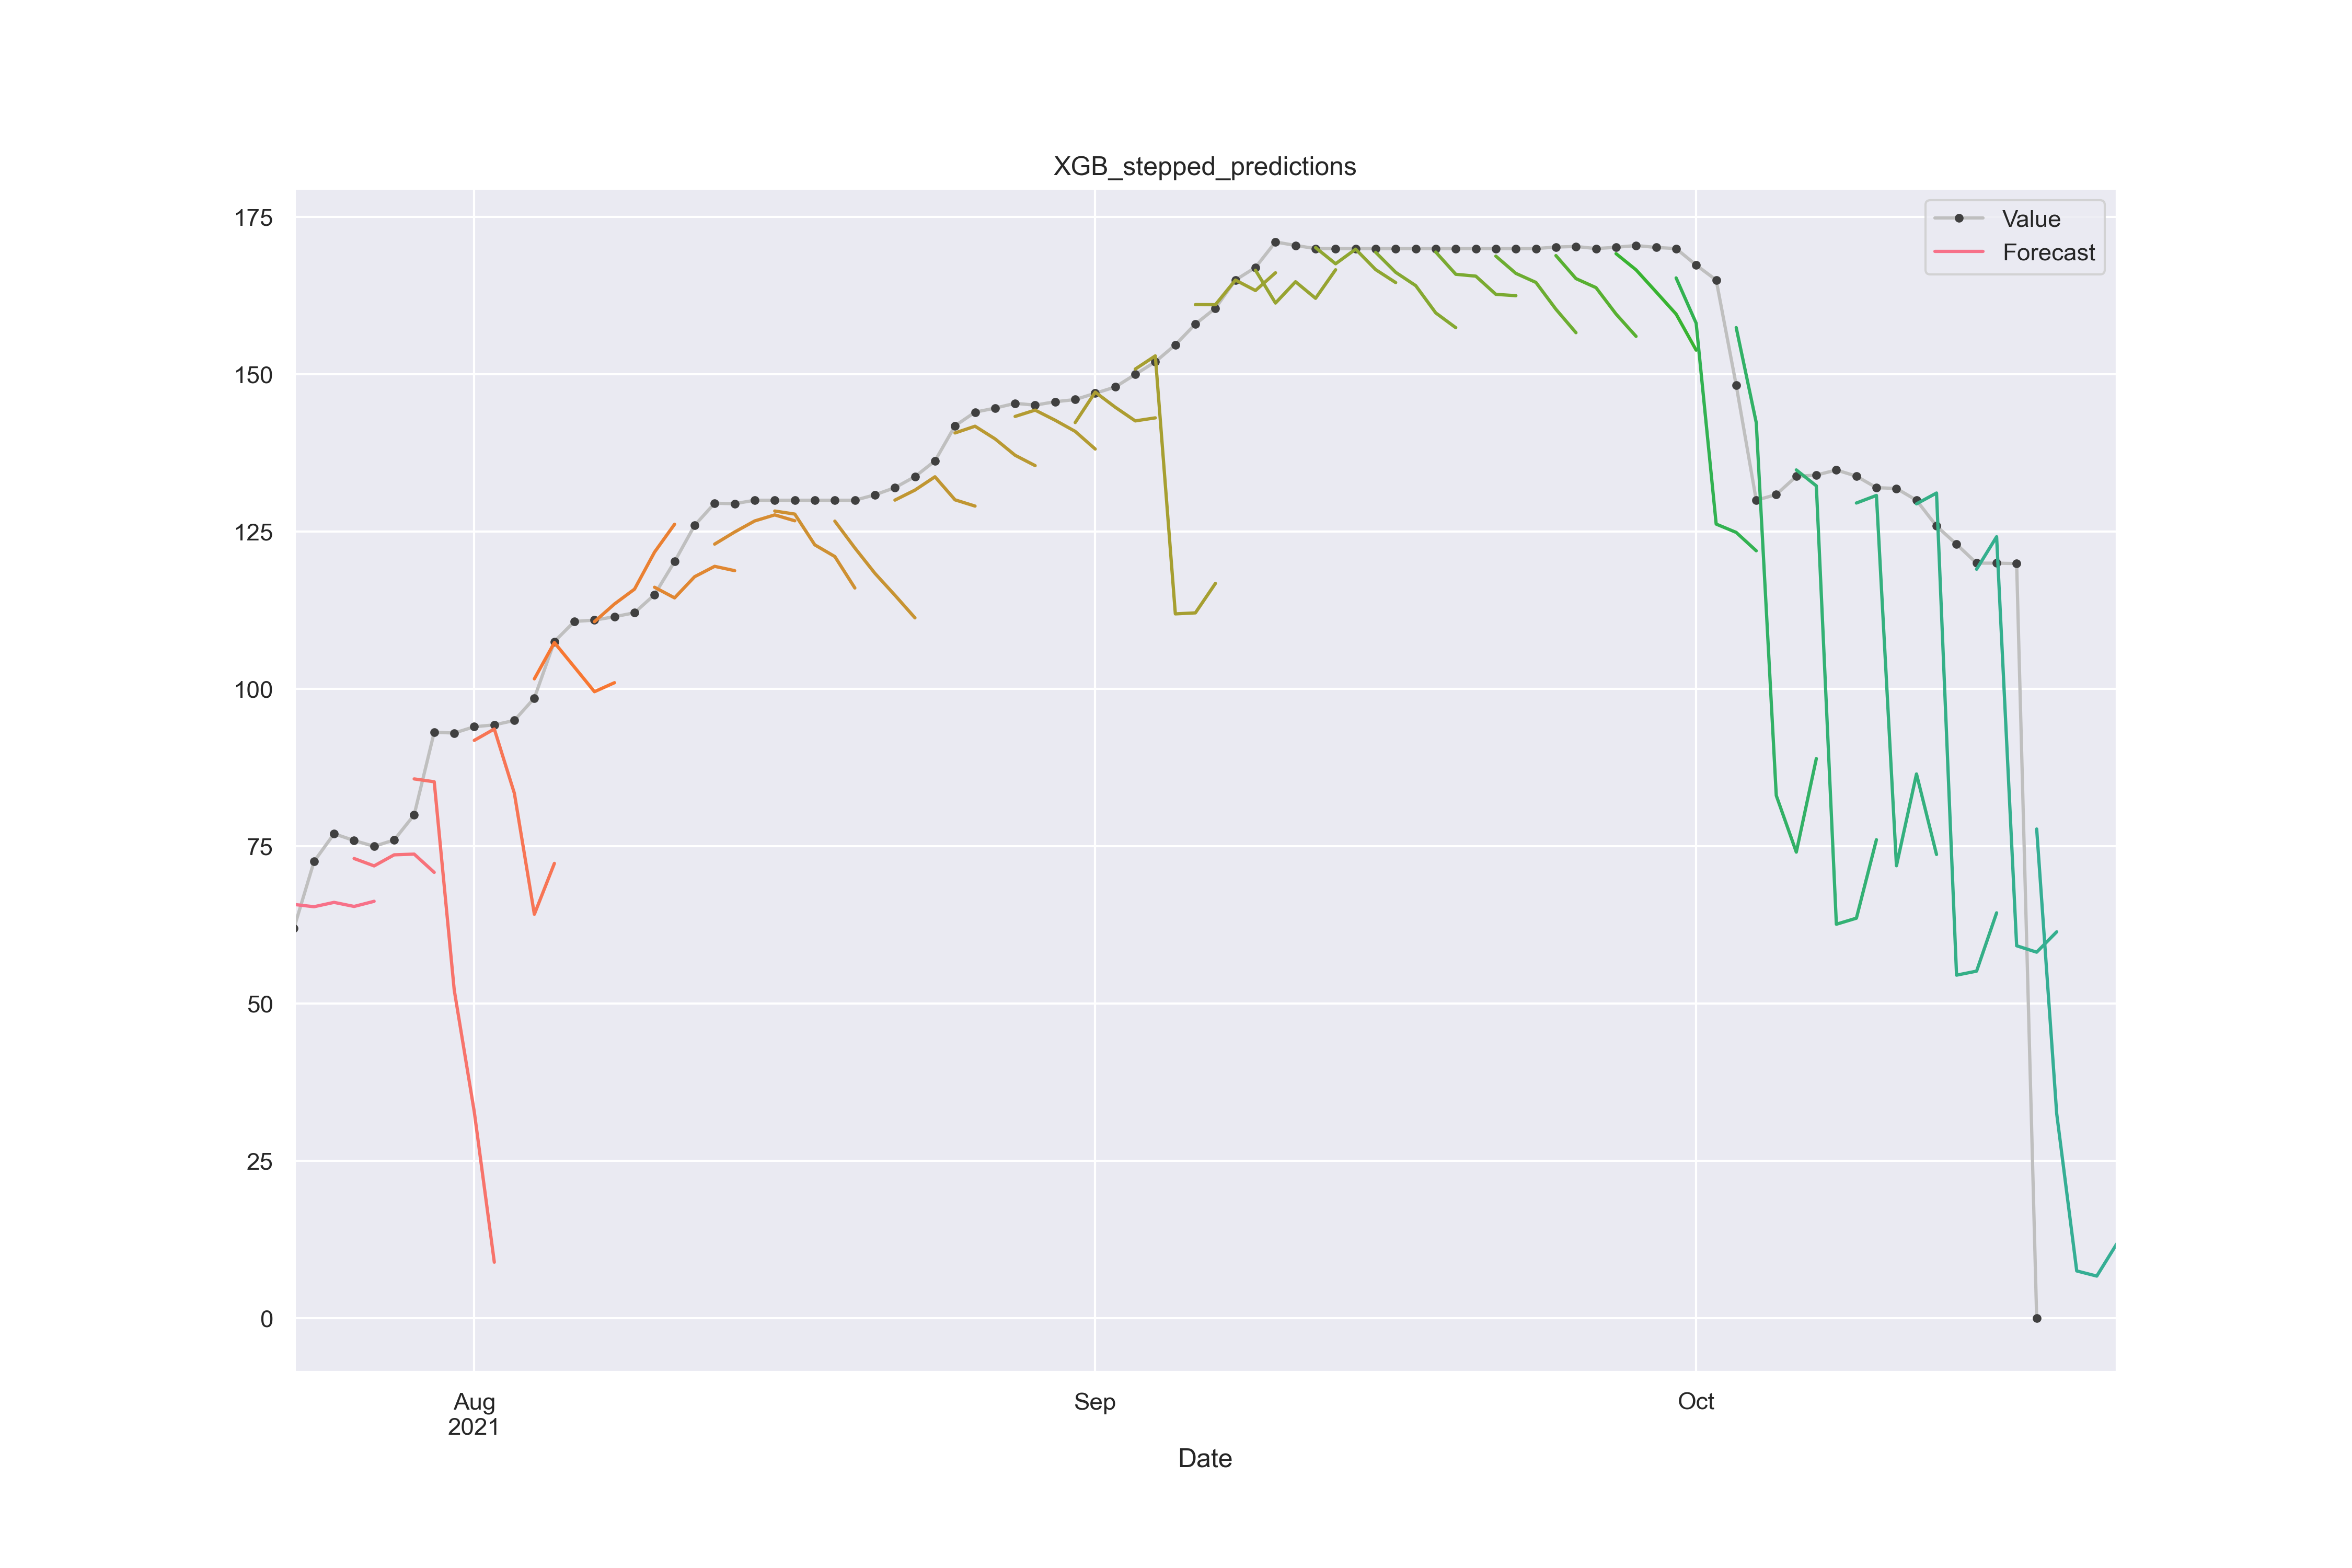 XGB_stepped_predictions
Value
Forecast
175
150
125
100
75
50
25
0
Aug
2021
Sep
Oct
Date